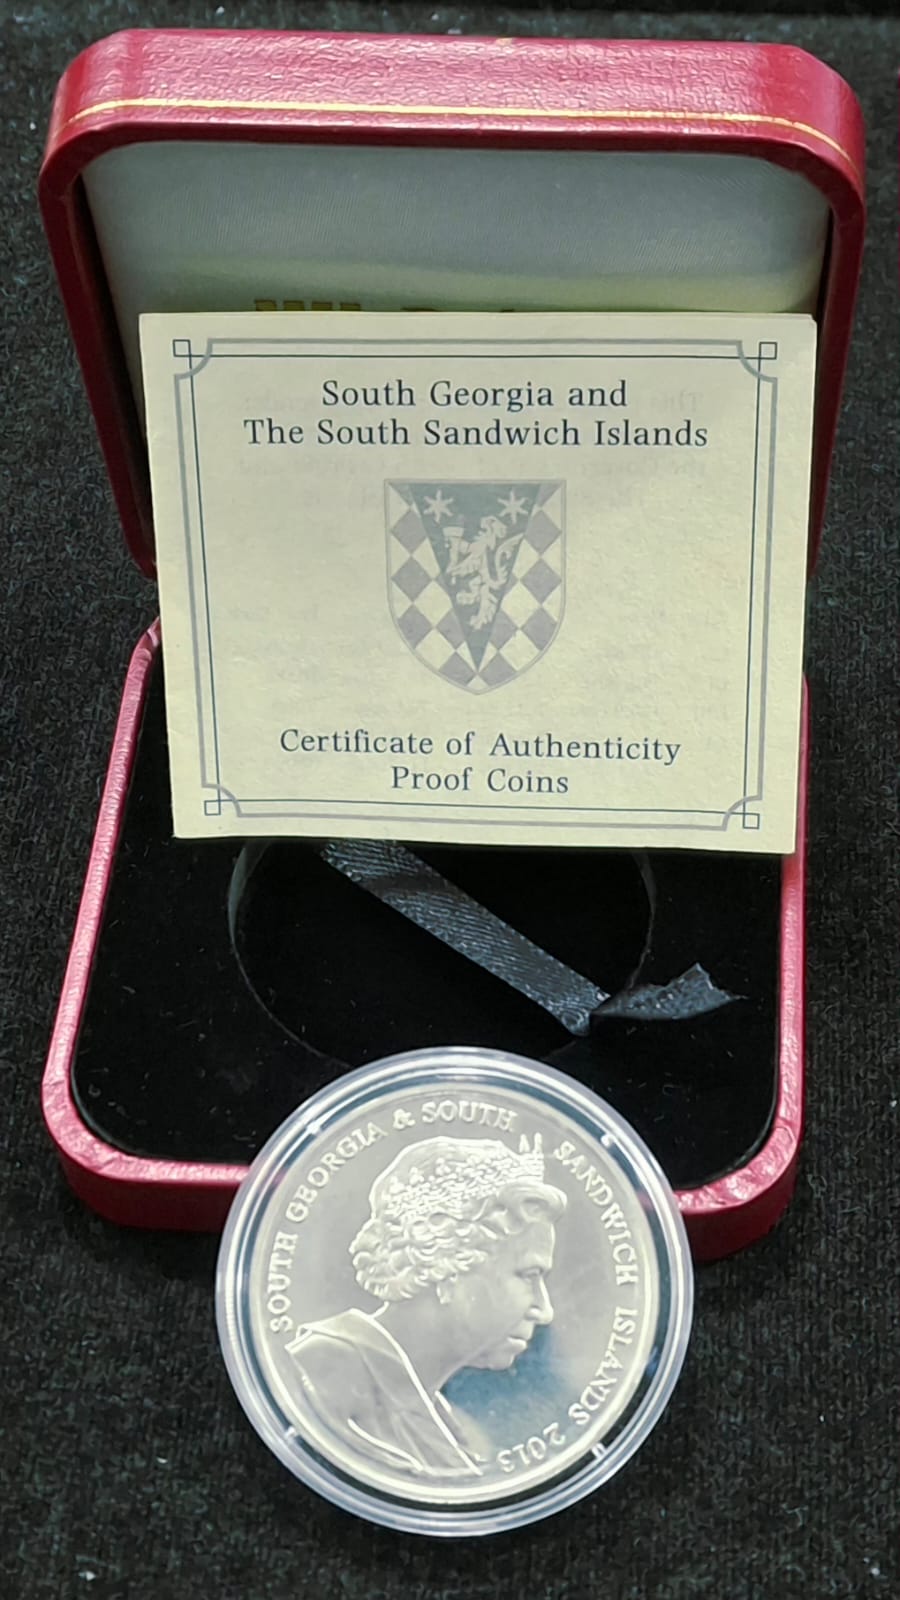 South Georgia and
The South Sandwich Islands
Certificate of Authenticity
Proof Coins
SOUTH GEORGIA & SOUTH SANDWICH ISLANDS 2013